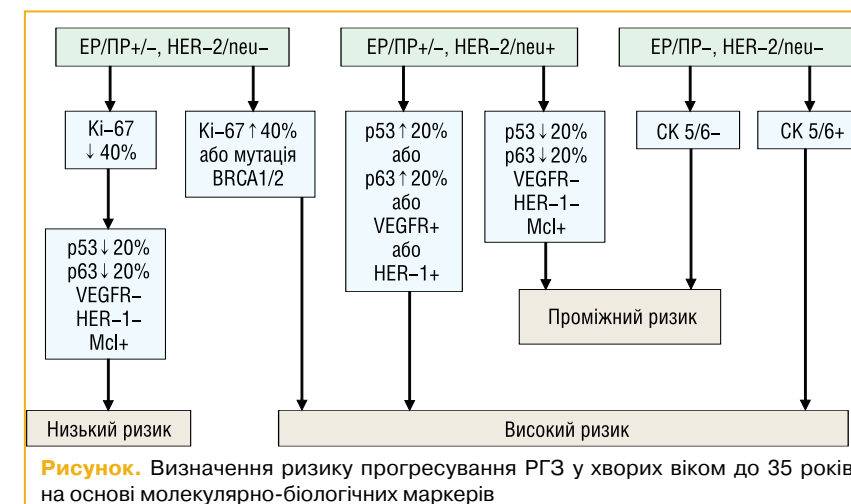 ЕР/ПР+/–, HER–2/neu–
Ki–67
↓ 40%
Ki–67 ↑ 40%
або мутація
BRCA1/2
p53 ↓ 20%
p63 ↓ 20%
VEGFR–
HER–1–
Mcl+
Низький ризик
ЕР/ПР+/–, HER–2/neu+
p53 ↑ 20%
або
p63 ↑ 20%
або
VEGFR+
або
HER–1+
p53 ↓ 20%
p63 ↓ 20%
VEGFR–
HER–1–
Mcl+
ЕР/ПР–, HER–2/neu–
СК 5/6–
СК 5/6+
Проміжний ризик
Високий ризик
Рисунок. Визначення ризику прогресування РГЗ у хворих віком до 35 років
на основі молекулярно-біологічних маркерів